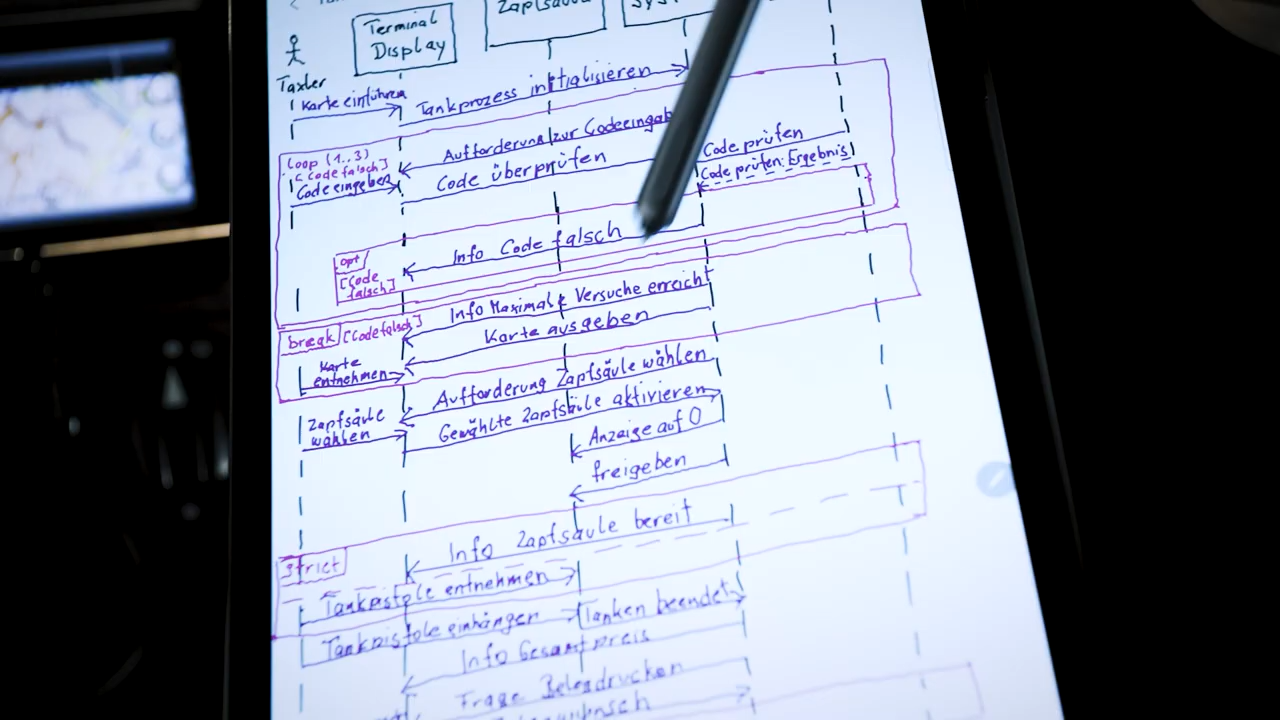 Terminal
Display
Zapfsäule
Taxler
Karte einführen
Tankprozess initialisieren
Aufforderung zur Codeeingabe
loop (1..3)
[Code falsch]
Code prüfen
Code eingeben
Code überprüfen
Code prüfen: Ergebnis
Info Code falsch
opt
[Code
falsch]
Info Maximale Versuche erreicht
break [Code falsch]
Karte ausgeben
Karte
entnehmen
Aufforderung Zapfsäule wählen
Zapfsäule
wählen
Gewählte Zapfsäule aktivieren
Anzeige auf 0
freigeben
Info Zapfsäule bereit
strict
Tankpistole entnehmen
Tankpistole einhängen
Tanken beendet
Info Gesamtpreis
Frage Belegdrucken